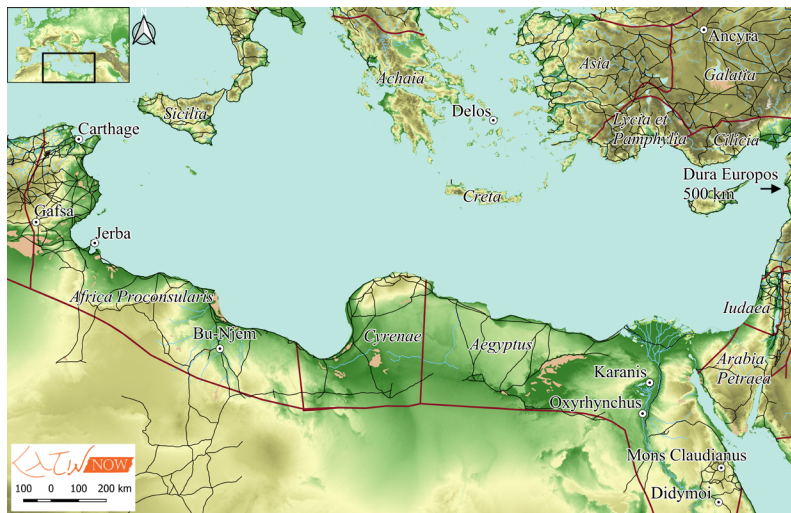 N
Ancyra
Asia
Galatia
Achaia
Sicilia
Delos
Lycia et
Pamphylia
Cilicia
Carthage
Dura Europos
500 km
Creta
Gafsa
Jerba
Africa Proconsularis
Iudaea
Bu-Njem
Cyrenae
Aegyptus
Arabia
Petraea
Karanis
Oxyrhynchus
Mons Claudianus
Didymoi
NOW
100 0 100 200 km